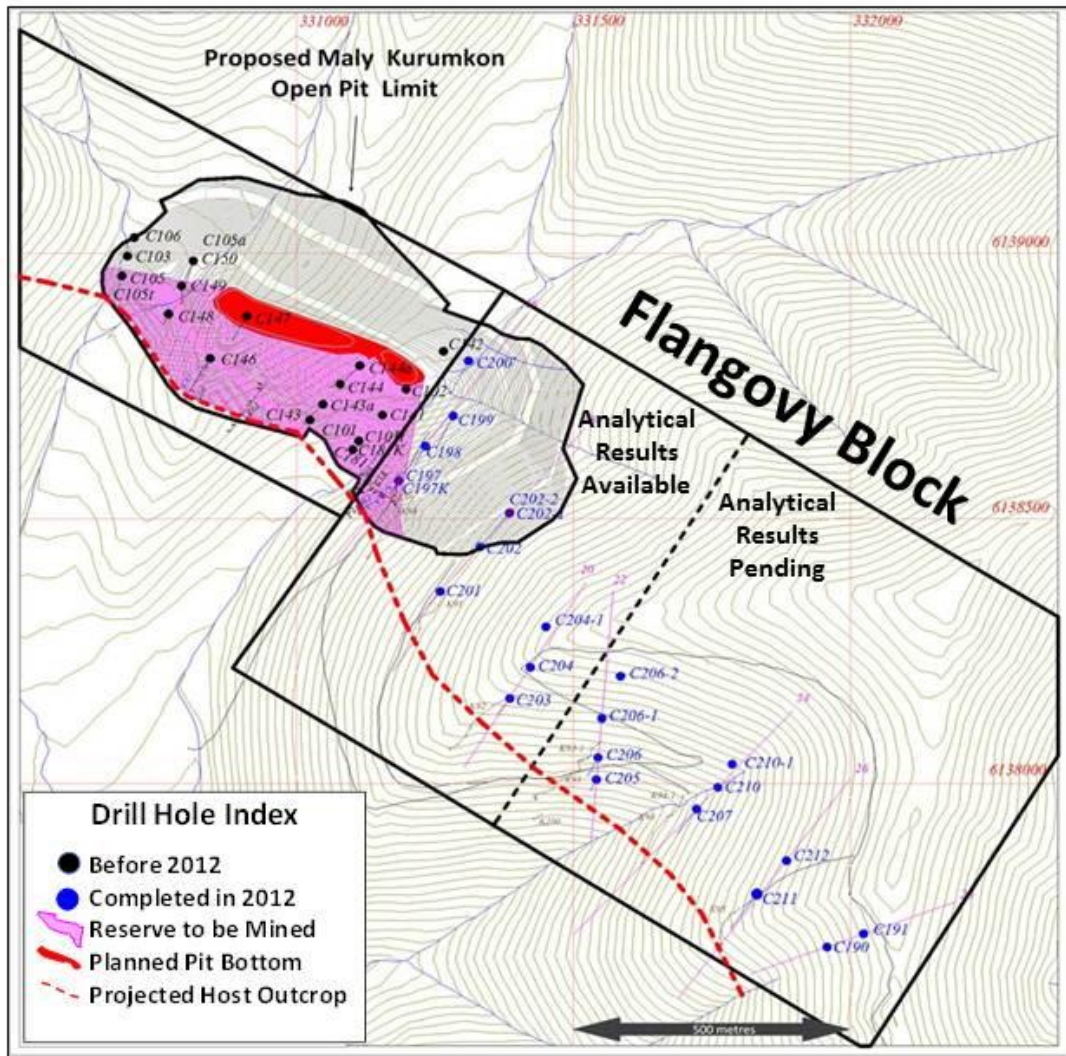 331000
331500
332000
Proposed Maly Kurumkon
Open Pit Limit
6139000
6138500
6138000
Flangovy Block
Analytical
Results
Available
Analytical
Results
Pending
C106
C103
C105
C105a
C150
C149
C148
C147
C146
C142
C144
C143
C101
C200
C199
C198
C197
C197K
C202-2
C202
C201
C204-1
C204
C203
C206-2
C206-1
C206
C205
C210-1
C210
C207
C212
C211
C191
C190
20
22
24
26
Drill Hole Index
Before 2012
Completed in 2012
Reserve to be Mined
Planned Pit Bottom
Projected Host Outcrop
500 metres